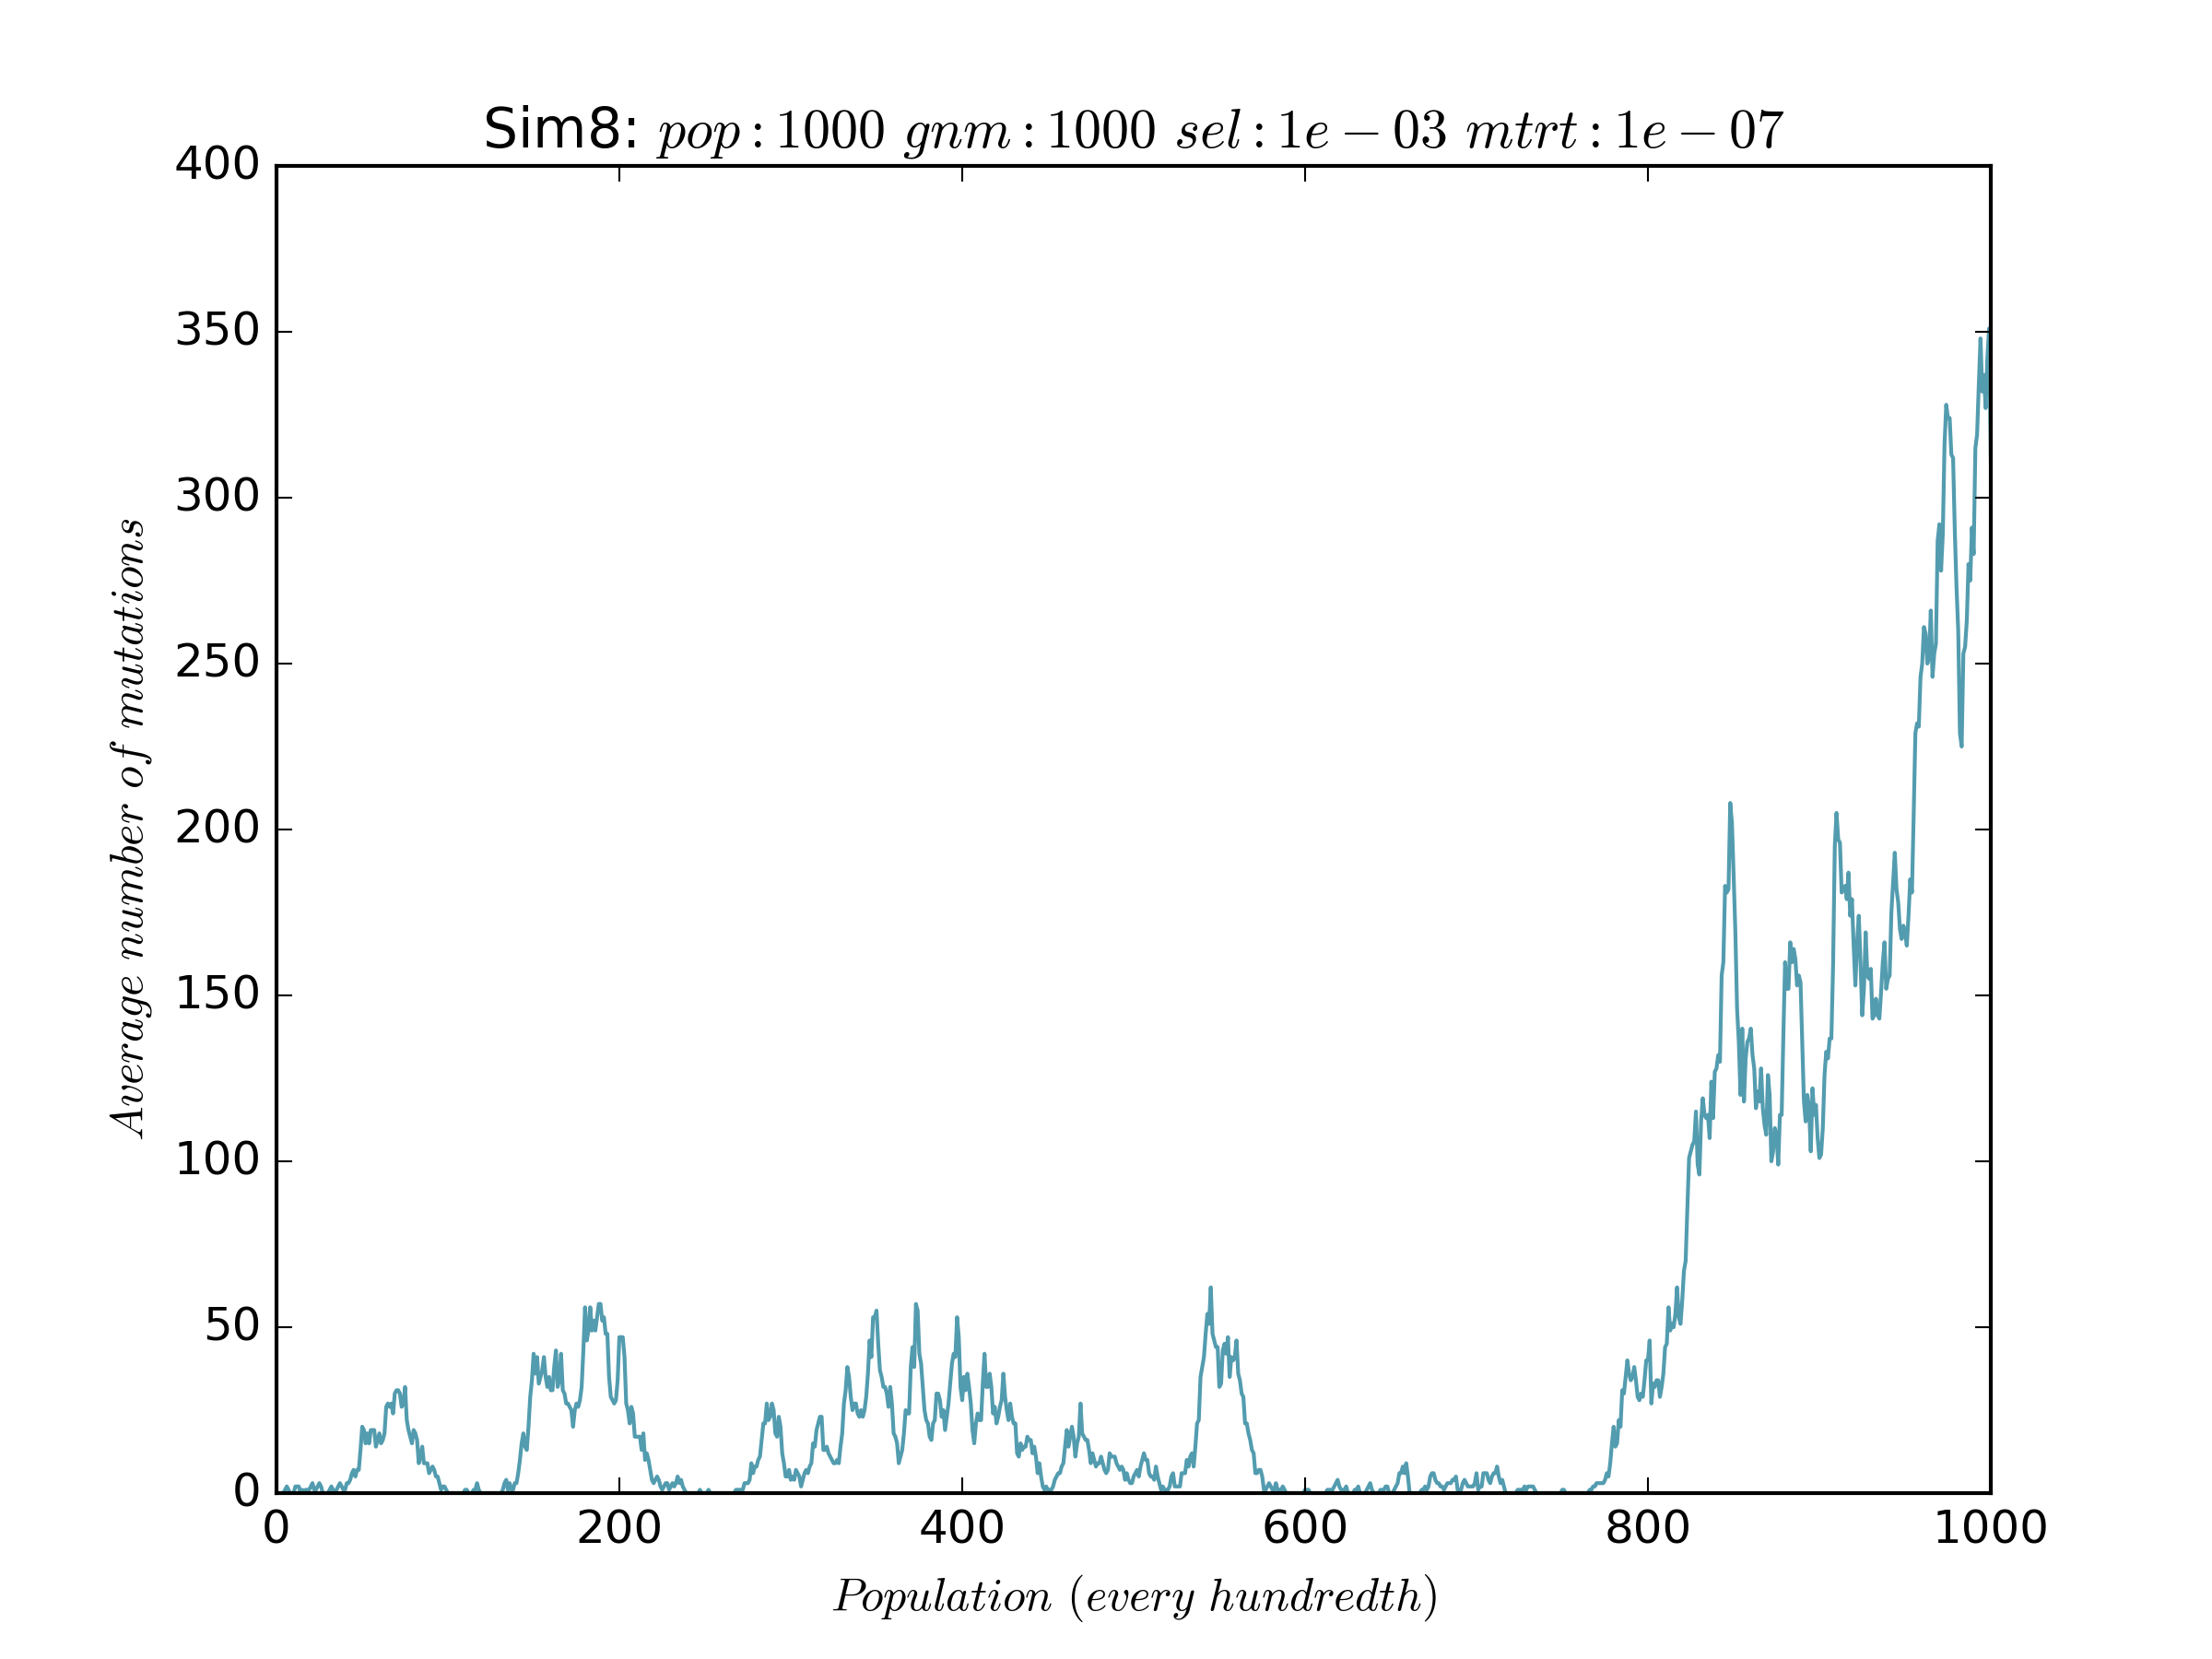 Sim8: pop : 1000 gnm : 1000 sel : 1e − 03 mtrt : 1e − 07
400
350
300
250
200
150
100
50
0
Average number of mutations
0 200 400 600 800 1000
Population (every hundredth)